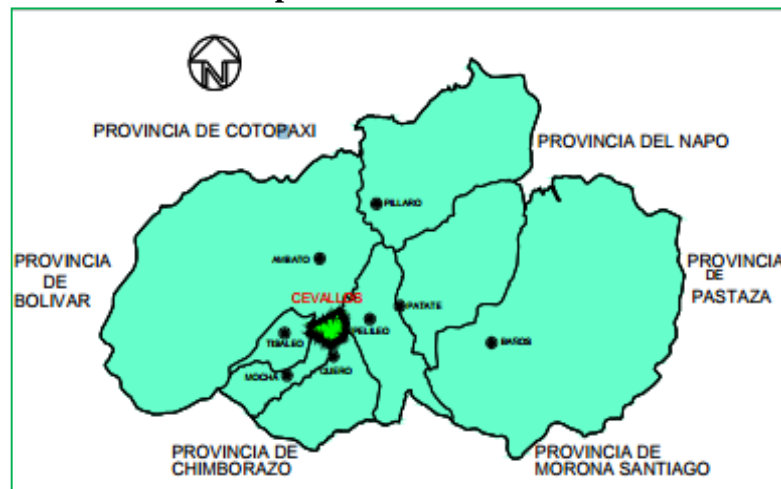 N
PROVINCIA DE COTOPAXI
PROVINCIA DEL NAPO
PILLARO
AMBATO
PROVINCIA
DE
BOLIVAR
PROVINCIA
DE
PASTAZA
CEVALLOS
PATATE
TISALEO
PELILEO
BAÑOS
QUERO
MOCHA
PROVINCIA DE
CHIMBORAZO
PROVINCIA DE
MORONA SANTIAGO